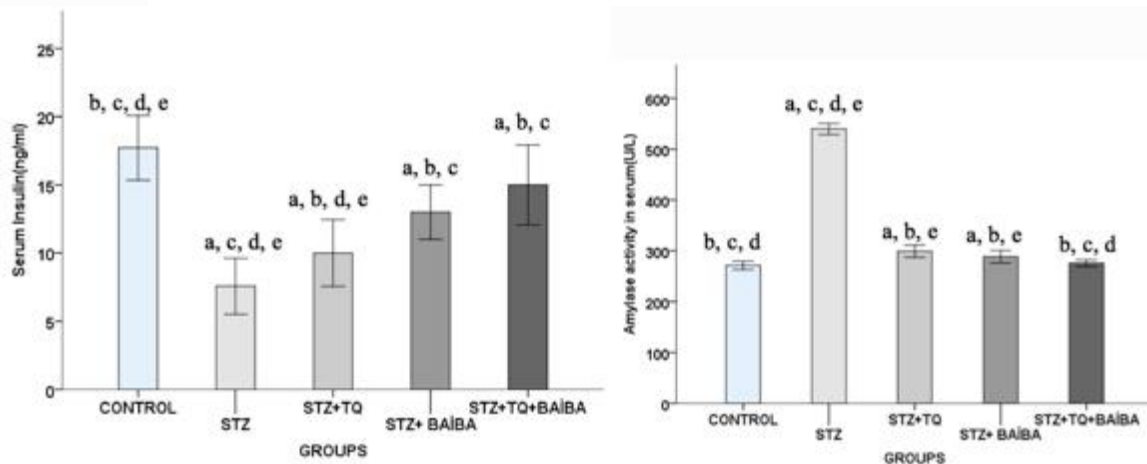 25
20
15
10
5
0
Serum Insulin(ng/ml)
b, c, d, e
a, c, d, e
a, b, d, e
a, b, c
a, b, c
CONTROL
STZ
STZ+TQ
STZ+ BAİBA
STZ+TQ+BAİBA
GROUPS
600
500
400
300
200
100
0
Amylase activity in serum(U/L)
b, c, d
a, c, d, e
a, b, e
a, b, e
b, c, d
CONTROL
STZ
STZ+TQ
STZ+ BAİBA
STZ+TQ+BAİBA
GROUPS